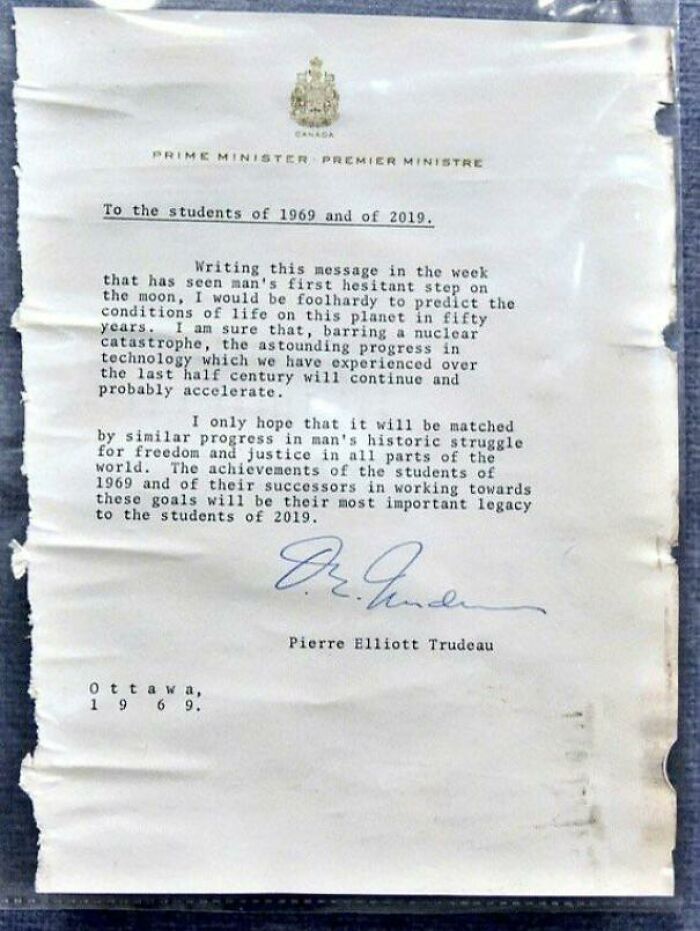 CANADA
PRIME MINISTER · PREMIER MINISTRE
To the students of 1969 and of 2019.
Writing this message in the week
that has seen man's first hesitant step on
the moon, I would be foolhardy to predict the
conditions of life on this planet in fifty
years. I am sure that, barring a nuclear
catastrophe, the astounding progress in
technology which we have experienced over
the last half century will continue and
probably accelerate.
I only hope that it will be matched
by similar progress in man's historic struggle
for freedom and justice in all parts of the
world. The achievements of the students of
1969 and of their successors in working towards
these goals will be their most important legacy
to the students of 2019.
P. E. Trudeau
Pierre Elliott Trudeau
Ottawa,
1969.